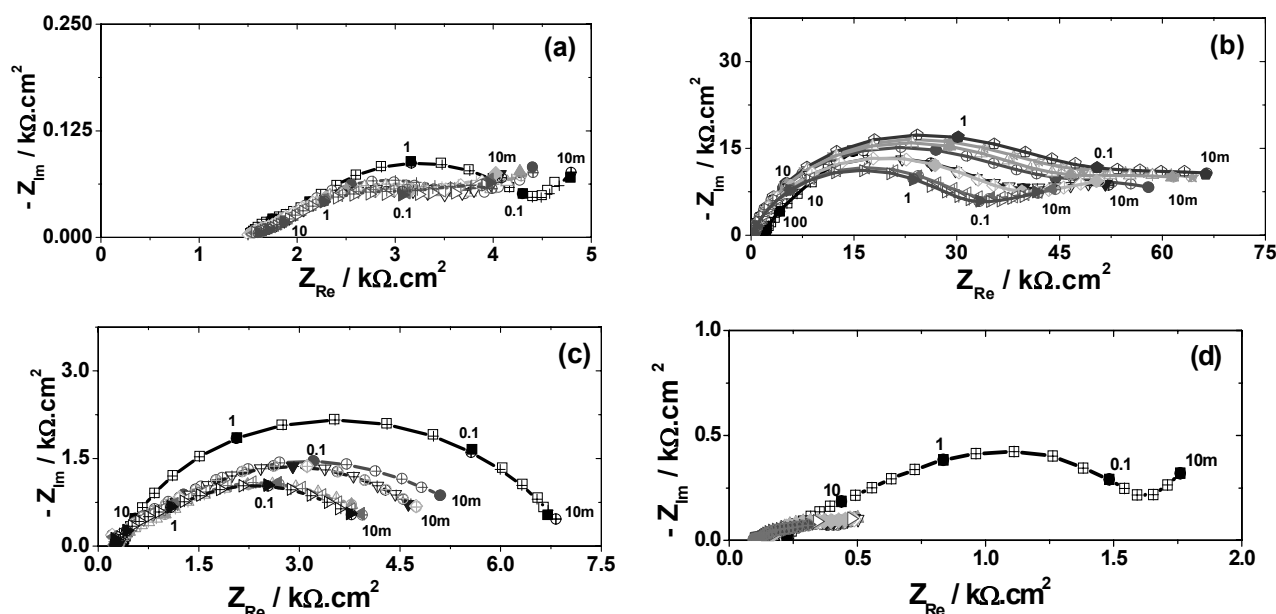 (a)
0.250
0.125
0.000
- Z_Im / kΩ.cm²
1
10
0.1
10m
10m
0.1
0 1 2 3 4 5
Z_Re / kΩ.cm²
(b)
30
15
0
- Z_Im / kΩ.cm²
10
1
0.1
10m
10
100
1
0.1
10m
10m
10m
0 15 30 45 60 75
Z_Re / kΩ.cm²
(c)
3.0
1.5
0.0
- Z_Im / kΩ.cm²
1
0.1
10
0.1
10m
10m
1
0.1
10m
10m
0.0 1.5 3.0 4.5 6.0 7.5
Z_Re / kΩ.cm²
(d)
1.0
0.5
0.0
- Z_Im / kΩ.cm²
10
1
0.1
10m
0.0 0.5 1.0 1.5 2.0
Z_Re / kΩ.cm²